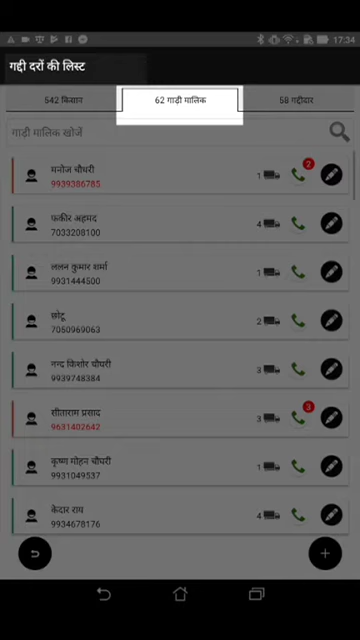 17:34
गद्दी दरों की लिस्ट
542 किसान
62 गाड़ी मालिक
58 गद्दीदार
गाड़ी मालिक खोजें
मनोज चौधरी
9939386785
1
2
फकीर अहमद
7033208100
4
ललन कुमार शर्मा
9931444500
1
छोटू
7050969063
2
नन्द किशोर चौधरी
9939748384
3
सीताराम प्रसाद
9631402642
3
3
कृष्ण मोहन चौधरी
9931049537
1
केदार राय
9934678176
4